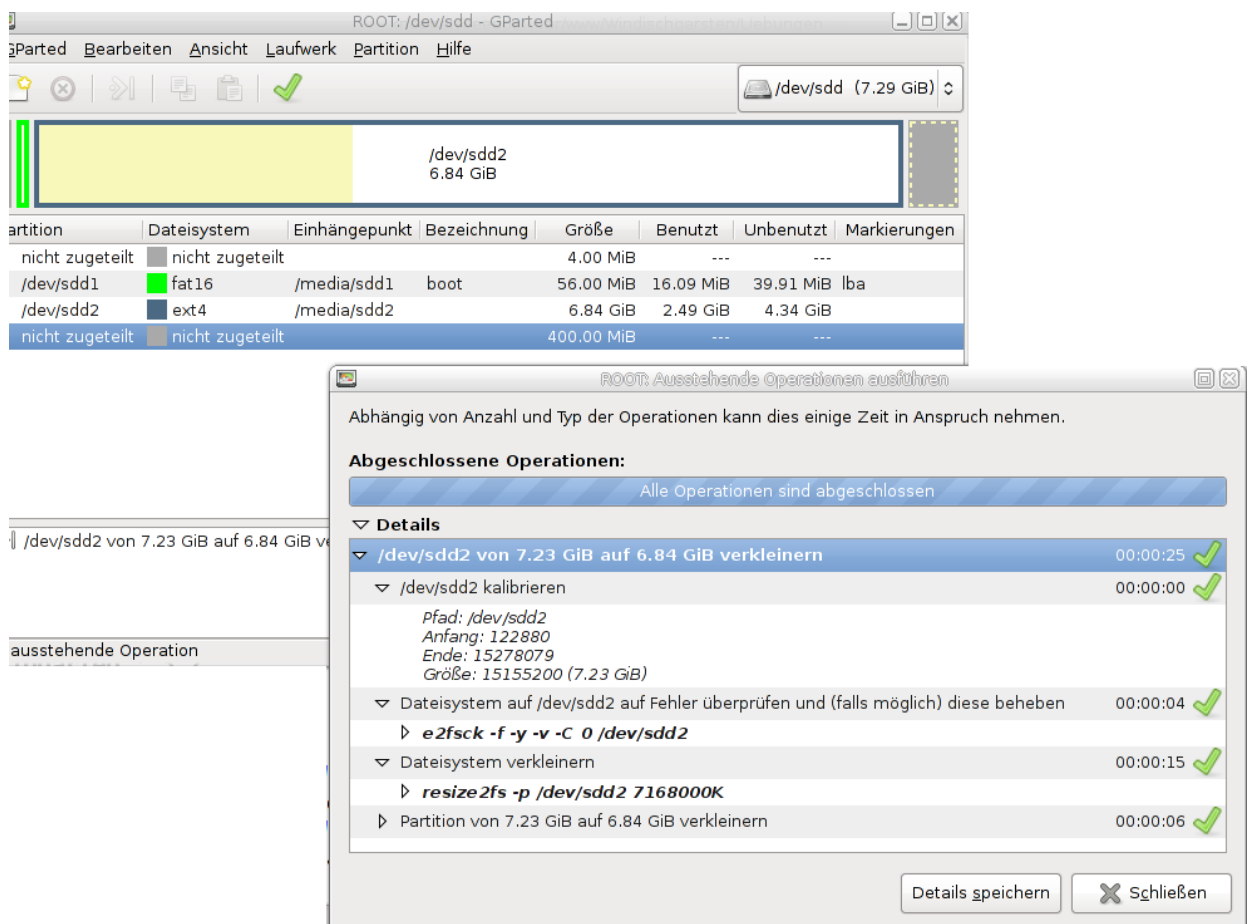 ROOT: /dev/sdd - GParted
GParted Bearbeiten Ansicht Laufwerk Partition Hilfe
/dev/sdd (7.29 GiB)
/dev/sdd2
6.84 GiB
artition Dateisystem Einhängepunkt Bezeichnung Größe Benutzt Unbenutzt Markierungen
nicht zugeteilt nicht zugeteilt 4.00 MiB --- ---
/dev/sdd1 fat16 /media/sdd1 boot 56.00 MiB 16.09 MiB 39.91 MiB lba
/dev/sdd2 ext4 /media/sdd2 6.84 GiB 2.49 GiB 4.34 GiB
nicht zugeteilt nicht zugeteilt 400.00 MiB --- ---
/dev/sdd2 von 7.23 GiB auf 6.84 GiB ve
ausstehende Operation
ROOT: Ausstehende Operationen ausführen
Abhängig von Anzahl und Typ der Operationen kann dies einige Zeit in Anspruch nehmen.
Abgeschlossene Operationen:
Alle Operationen sind abgeschlossen
Details
/dev/sdd2 von 7.23 GiB auf 6.84 GiB verkleinern 00:00:25
/dev/sdd2 kalibrieren 00:00:00
Pfad: /dev/sdd2
Anfang: 122880
Ende: 15278079
Größe: 15155200 (7.23 GiB)
Dateisystem auf /dev/sdd2 auf Fehler überprüfen und (falls möglich) diese beheben 00:00:04
e2fsck -f -y -v -C 0 /dev/sdd2
Dateisystem verkleinern 00:00:15
resize2fs -p /dev/sdd2 7168000K
Partition von 7.23 GiB auf 6.84 GiB verkleinern 00:00:06
Details speichern Schließen